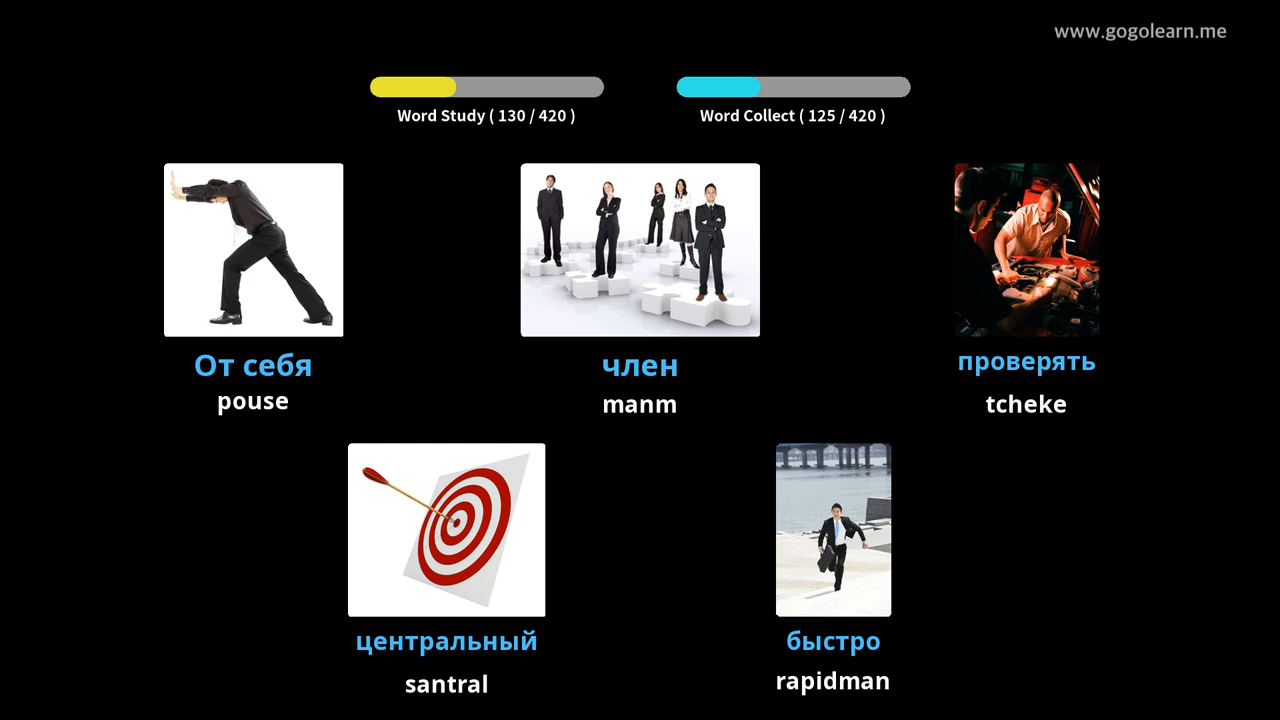 www.gogolearn.me
Word Study ( 130 / 420 )
Word Collect ( 125 / 420 )
От себя
pouse
член
manm
проверять
tcheke
центральный
santral
быстро
rapidman